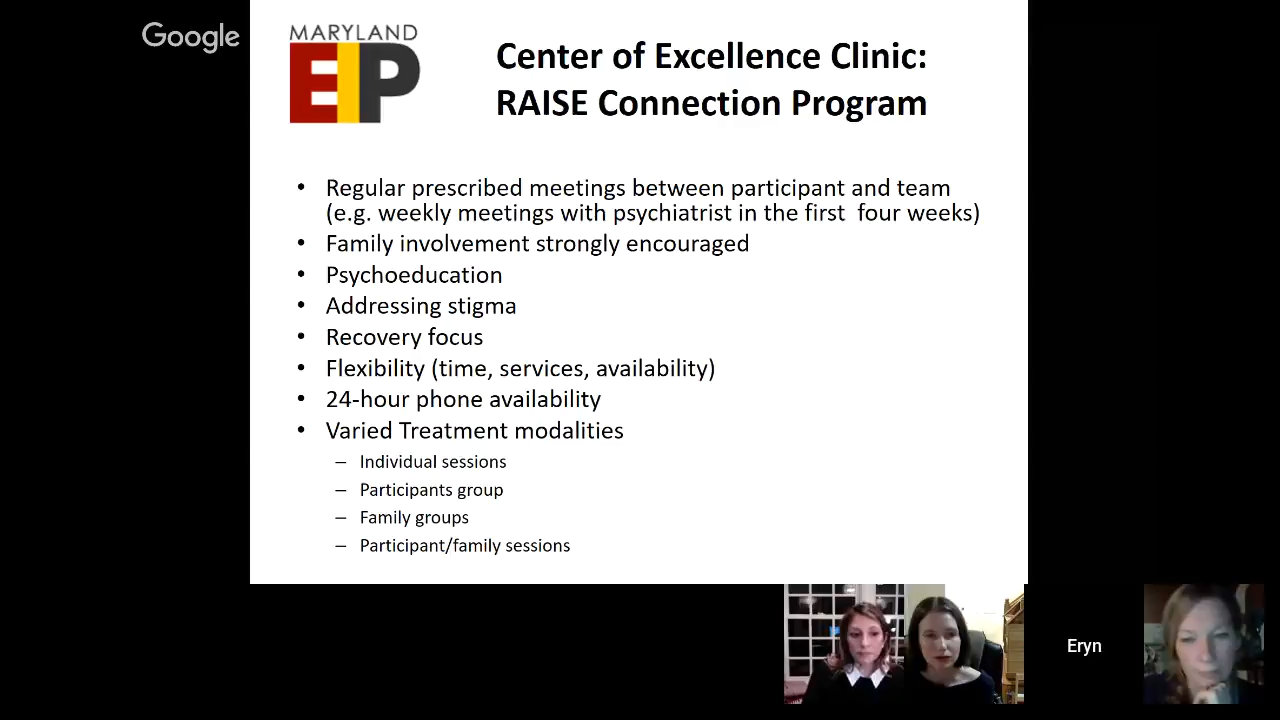 Google
MARYLAND
EIP
Center of Excellence Clinic:
RAISE Connection Program
• Regular prescribed meetings between participant and team
(e.g. weekly meetings with psychiatrist in the first  four weeks)
• Family involvement strongly encouraged
• Psychoeducation
• Addressing stigma
• Recovery focus
• Flexibility (time, services, availability)
• 24-hour phone availability
• Varied Treatment modalities
– Individual sessions
– Participants group
– Family groups
– Participant/family sessions
Eryn